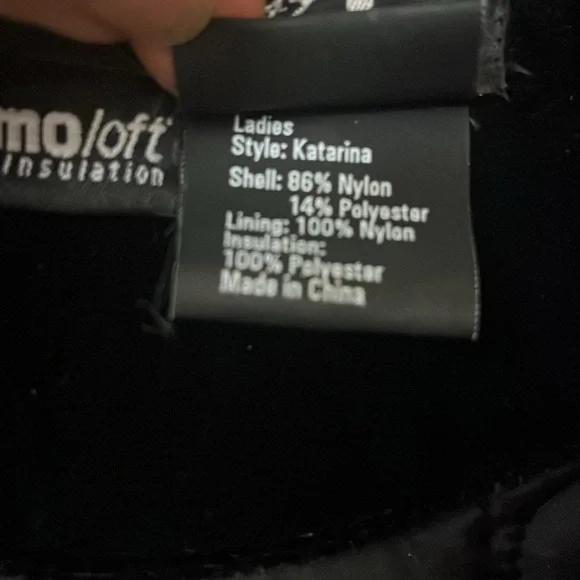 mo/oft
Insulation
Ladies
Style: Katarina
Shell: 86% Nylon
14% Polyester
Lining: 100% Nylon
Insulation:
100% Polyester
Made in China